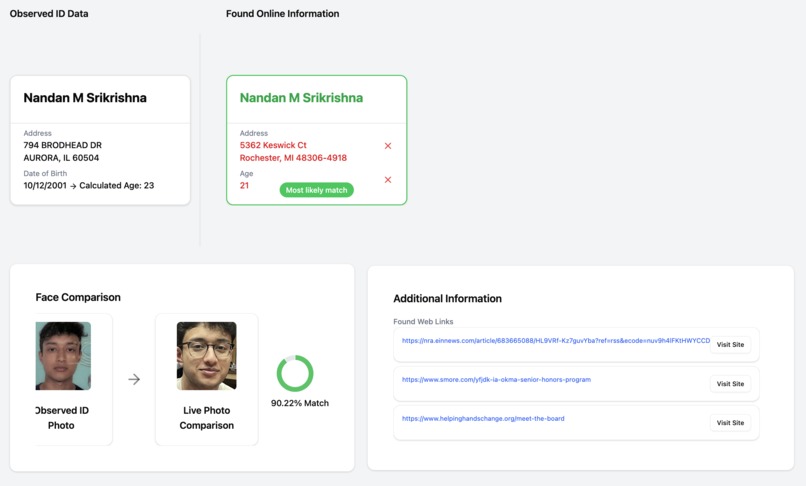 Observed ID Data
Found Online Information
Nandan M Srikrishna
Address
794 BRODHEAD DR
AURORA, IL 60504
Date of Birth
10/12/2001 → Calculated Age: 23
Nandan M Srikrishna
Address
5362 Keswick Ct
Rochester, MI 48306-4918
Age
21
Most likely match
Face Comparison
Observed ID
Photo
Live Photo
Comparison
90.22% Match
Additional Information
Found Web Links
https://nra.einnews.com/article/683665088/HL9VRf-Kz7guvYba?ref=rss&ecode=nuv9h4IFKtHWYCCD
Visit Site
https://www.smore.com/yfjdk-ia-okma-senior-honors-program
Visit Site
https://www.helpinghandschange.org/meet-the-board
Visit Site